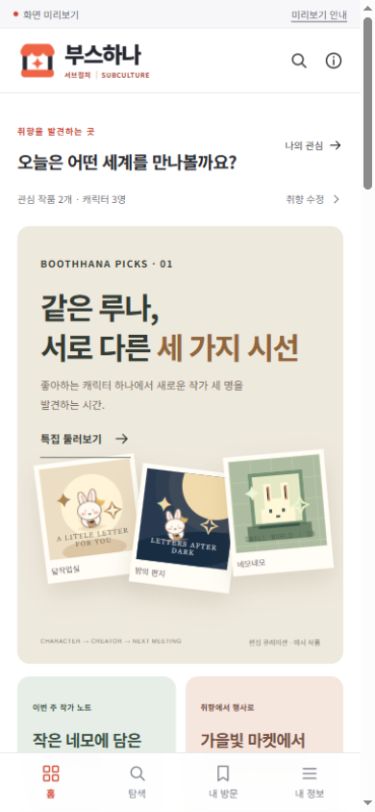 화면 미리보기
미리보기 안내
부스하나
서브컬처 | SUBCULTURE
취향을 발견하는 곳
오늘은 어떤 세계를 만나볼까요?
나의 관심 →
관심 작품 2개 · 캐릭터 3명
취향 수정 >
BOOTHHANA PICKS · 01
같은 루나,
서로 다른 세 가지 시선
좋아하는 캐릭터 하나에서 새로운 작가 세 명을
발견하는 시간.
특집 둘러보기 →
A LITTLE LETTER
FOR YOU
달작업실
LETTERS AFTER
DARK
밤의 편지
네모네모
CHARACTER → CREATOR → NEXT MEETING
편집 큐레이션 · 예시 작품
이번 주 작가 노트
작은 네모에 담은
취향에서 행사로
가을빛 마켓에서
홈
탐색
내 방문
내 정보